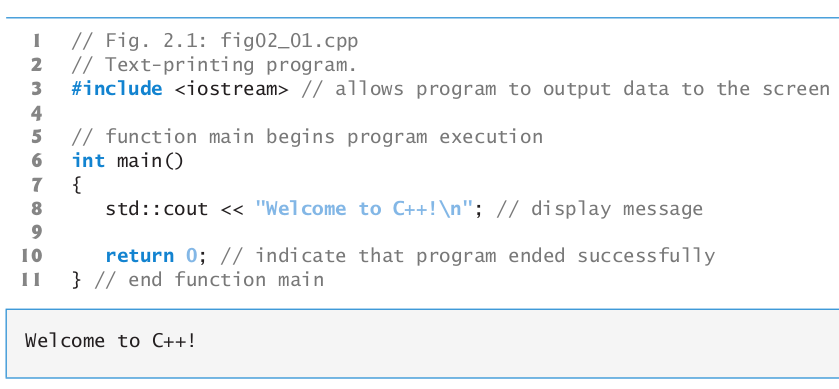 1 // Fig. 2.1: fig02_01.cpp
2 // Text-printing program.
3 #include <iostream> // allows program to output data to the screen
4
5 // function main begins program execution
6 int main()
7 {
8    std::cout << "Welcome to C++!\n"; // display message
9
10    return 0; // indicate that program ended successfully
11 } // end function main
Welcome to C++!